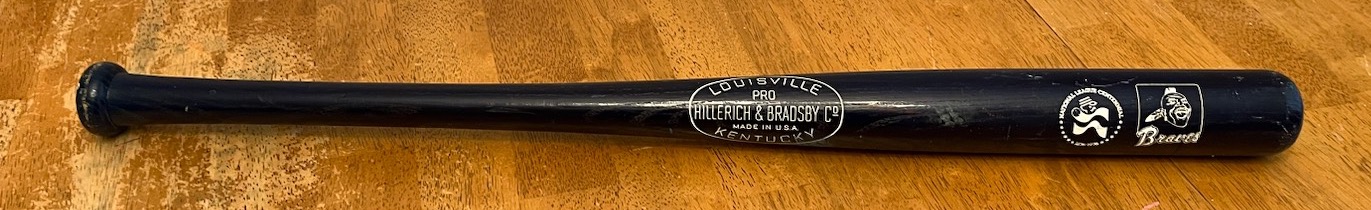 LOUISVILLE
PRO
HILLERICH & BRADSBY Cº
MADE IN U.S.A.
KENTUCKY
NATIONAL LEAGUE CENTENNIAL
Braves